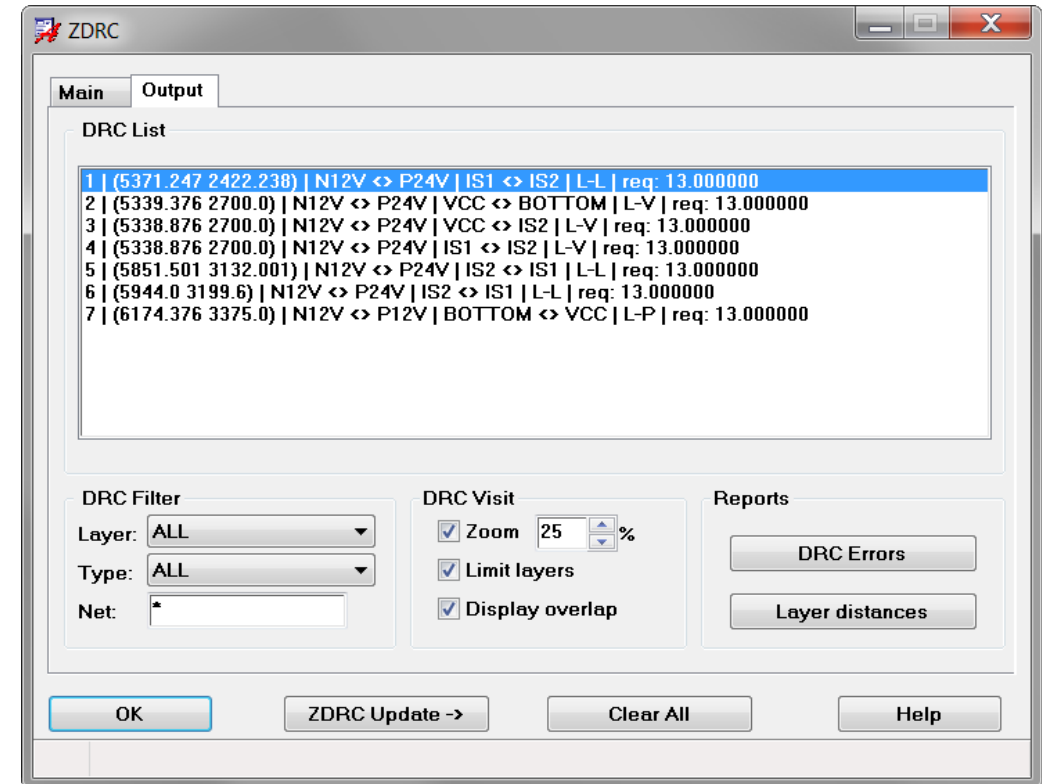 ZDRC
Main Output
DRC List
1 | (5371.247 2422.238) | N12V <> P24V | IS1 <> IS2 | L-L | req: 13.000000
2 | (5339.376 2700.0) | N12V <> P24V | VCC <> BOTTOM | L-V | req: 13.000000
3 | (5338.876 2700.0) | N12V <> P24V | VCC <> IS2 | L-V | req: 13.000000
4 | (5338.876 2700.0) | N12V <> P24V | IS1 <> IS2 | L-V | req: 13.000000
5 | (5851.501 3132.001) | N12V <> P24V | IS2 <> IS1 | L-L | req: 13.000000
6 | (5944.0 3199.6) | N12V <> P24V | IS2 <> IS1 | L-L | req: 13.000000
7 | (6174.376 3375.0) | N12V <> P12V | BOTTOM <> VCC | L-P | req: 13.000000
DRC Filter
Layer: ALL
Type: ALL
Net: *
DRC Visit
Zoom 25 %
Limit layers
Display overlap
Reports
DRC Errors
Layer distances
OK ZDRC Update -> Clear All Help